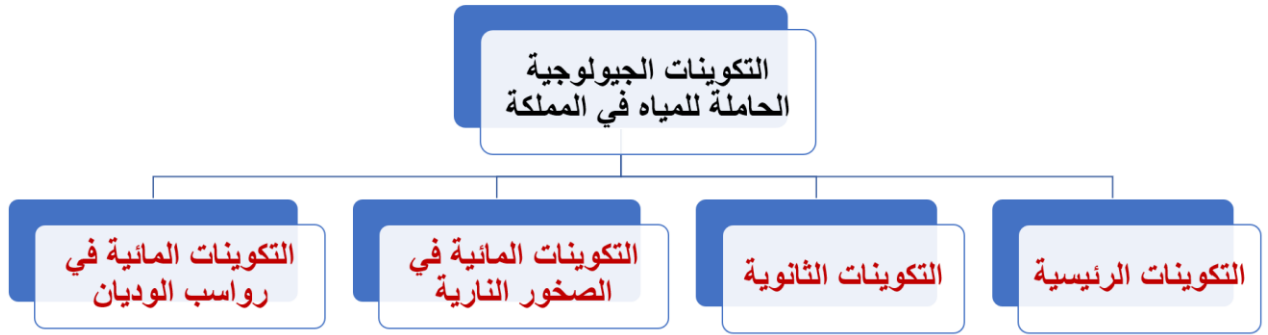 التكوينات الجيولوجية
الحاملة للمياه في المملكة
التكوينات الرئيسية
التكوينات الثانوية
التكوينات المائية في
الصخور النارية
التكوينات المائية في
رواسب الوديان